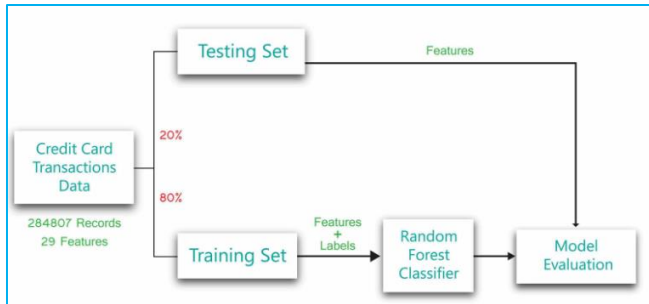 Testing Set
Features
20%
Credit Card
Transactions
Data
80%
284807 Records
29 Features
Features
+
Labels
Training Set
Random
Forest
Classifier
Model
Evaluation